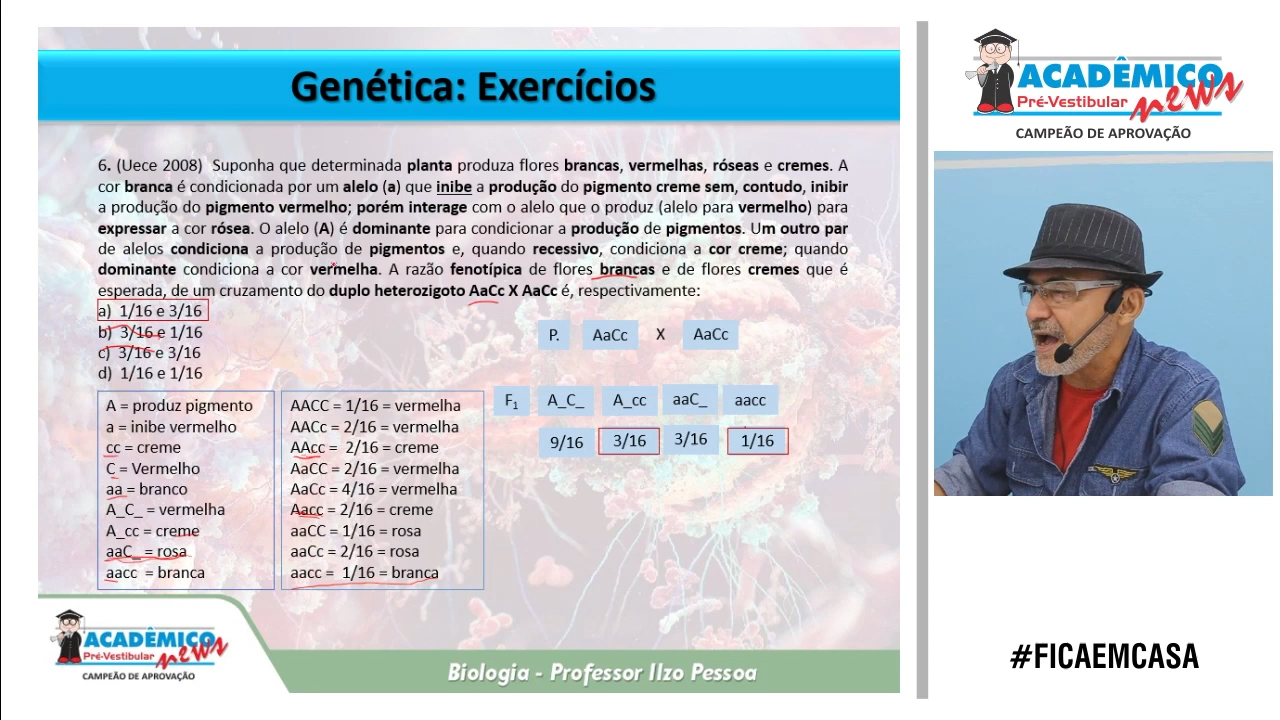 Genética: Exercícios
6. (Uece 2008) Suponha que determinada planta produza flores brancas, vermelhas, róseas e cremes. A
cor branca é condicionada por um alelo (a) que inibe a produção do pigmento creme sem, contudo, inibir
a produção do pigmento vermelho; porém interage com o alelo que o produz (alelo para vermelho) para
expressar a cor rósea. O alelo (A) é dominante para condicionar a produção de pigmentos. Um outro par
de alelos condiciona a produção de pigmentos e, quando recessivo, condiciona a cor creme; quando
dominante condiciona a cor vermelha. A razão fenotípica de flores brancas e de flores cremes que é
esperada, de um cruzamento do duplo heterozigoto AaCc X AaCc é, respectivamente:
a) 1/16 e 3/16
b) 3/16 e 1/16
c) 3/16 e 3/16
d) 1/16 e 1/16
P. AaCc X AaCc
F1 A_C_ A_cc aaC_ aacc
9/16 3/16 3/16 1/16
A = produz pigmento
a = inibe vermelho
cc = creme
C = Vermelho
aa = branco
A_C_ = vermelha
A_cc = creme
aaC_ = rosa
aacc = branca
AACC = 1/16 = vermelha
AACc = 2/16 = vermelha
AAcc = 2/16 = creme
AaCC = 2/16 = vermelha
AaCc = 4/16 = vermelha
Aacc = 2/16 = creme
aaCC = 1/16 = rosa
aaCc = 2/16 = rosa
aacc = 1/16 = branca
ACADÊMICO
Pré-Vestibular news
CAMPEÃO DE APROVAÇÃO
Biologia - Professor Ilzo Pessoa
ACADÊMICO
Pré-Vestibular news
CAMPEÃO DE APROVAÇÃO
#FICAEMCASA